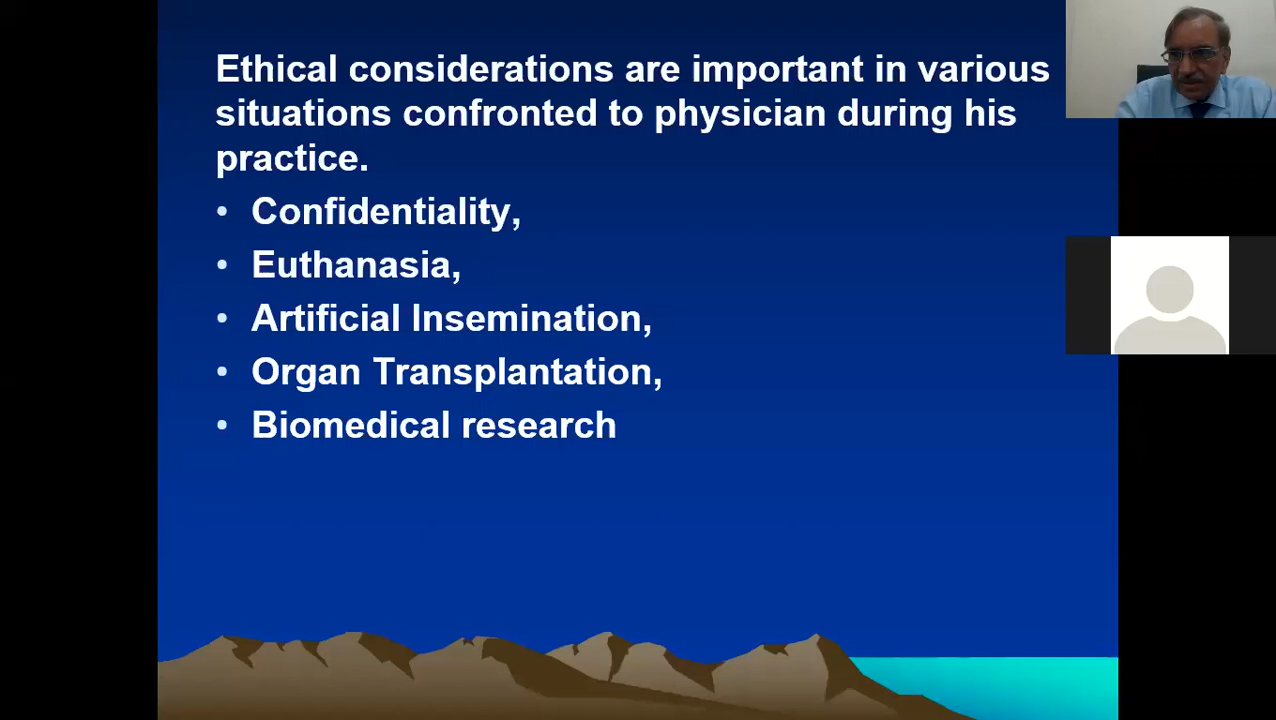 Ethical considerations are important in various
situations confronted to physician during his
practice.
• Confidentiality,
• Euthanasia,
• Artificial Insemination,
• Organ Transplantation,
• Biomedical research